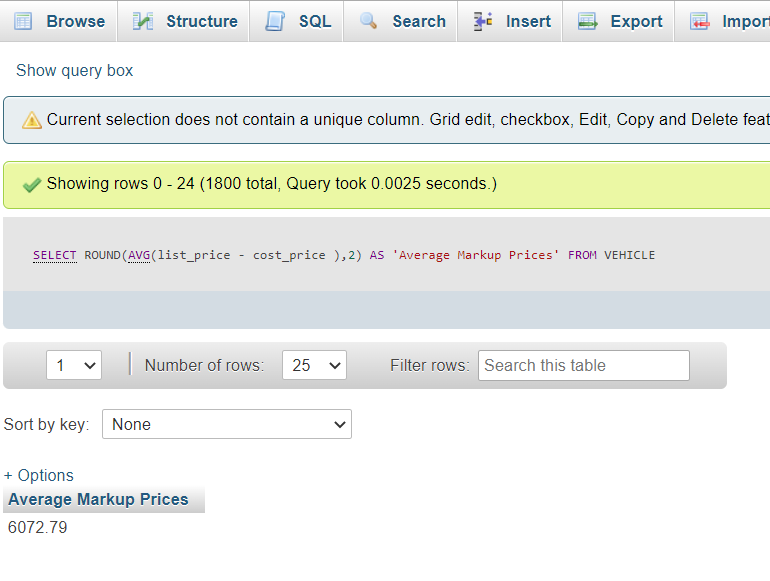 Browse Structure SQL Search Insert Export Import
Show query box
Current selection does not contain a unique column. Grid edit, checkbox, Edit, Copy and Delete feat
Showing rows 0 - 24 (1800 total, Query took 0.0025 seconds.)
SELECT ROUND(AVG(list_price - cost_price ),2) AS 'Average Markup Prices' FROM VEHICLE
1 Number of rows: 25 Filter rows: Search this table
Sort by key: None
+ Options
Average Markup Prices
6072.79